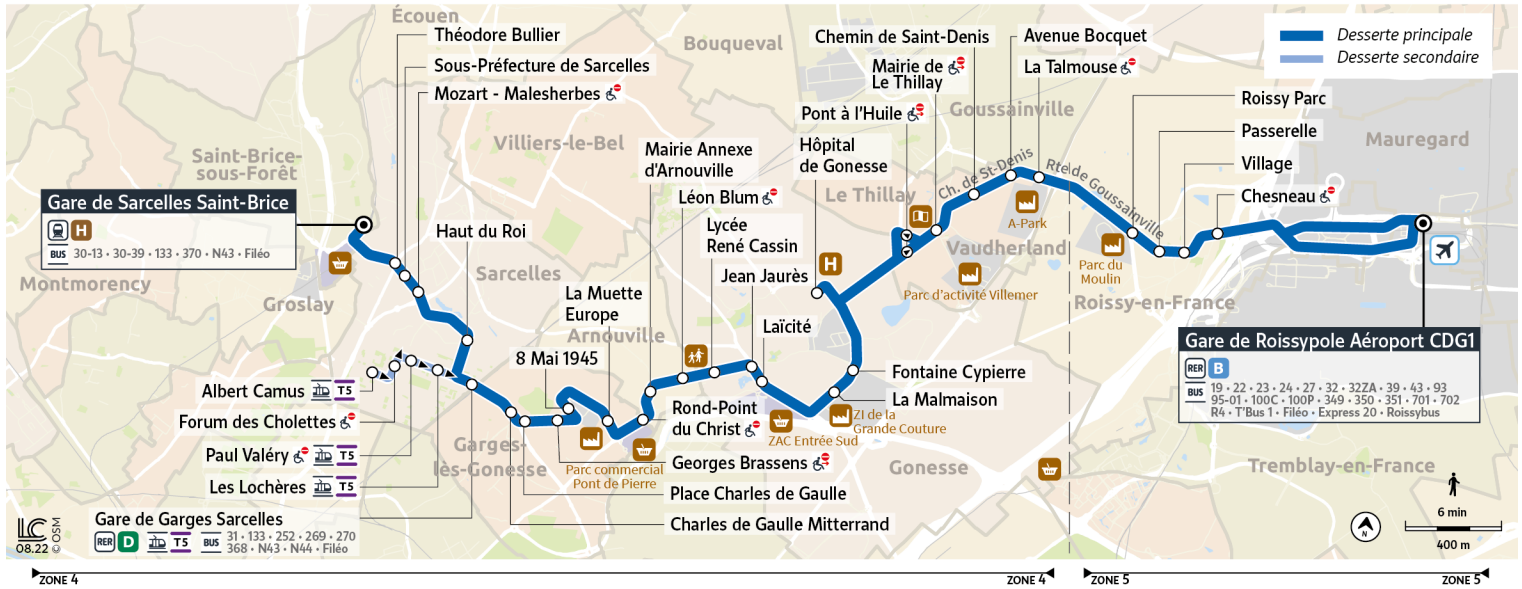 Écouen
Théodore Bullier
Sous-Préfecture de Sarcelles
Mozart - Malesherbes
Bouqueval
Villiers-le-Bel
Saint-Brice-
sous-Forêt
Gare de Sarcelles Saint-Brice
H
BUS 30-13 • 30-39 • 133 • 370 • N43 • Filéo
Montmorency
Groslay
Haut du Roi
Sarcelles
La Muette
Europe
Arnouville
8 Mai 1945
Mairie Annexe
d'Arnouville
Léon Blum
Lycée
René Cassin
Jean Jaurès
Laïcité
Chemin de Saint-Denis
Mairie de
Le Thillay
Pont à l'Huile
Hôpital
de Gonesse
H
Le Thillay
Goussainville
Avenue Bocquet
La Talmouse
Ch. de St-Denis
Rte de Goussainville
A-Park
Vaudherland
Parc d'activité Villemer
Parc du
Moulin
Roissy-en-France
Desserte principale
Desserte secondaire
Roissy Parc
Passerelle
Village
Chesneau
Mauregard
Gare de Roissypole Aéroport CDG1
RER B
BUS 19 • 22 • 23 • 24 • 27 • 32 • 32ZA • 39 • 43 • 93
95-01 • 100C • 100P • 349 • 350 • 351 • 701 • 702
R4 • T'Bus 1 • Filéo • Express 20 • Roissybus
Albert Camus T5
Forum des Cholettes
Paul Valéry T5
Les Lochères T5
Gare de Garges Sarcelles
RER D T5 BUS 31 • 133 • 252 • 269 • 270
368 • N43 • N44 • Filéo
Garges-
lès-Gonesse
Parc commercial
Pont de Pierre
Rond-Point
du Christ
Georges Brassens
Place Charles de Gaulle
Charles de Gaulle Mitterrand
ZAC Entrée Sud
ZI de la
Grande Couture
Fontaine Cypierre
La Malmaison
Gonesse
Tremblay-en-France
N
6 min
400 m
LC
08.22
© OSM
ZONE 4
ZONE 4
ZONE 5
ZONE 5